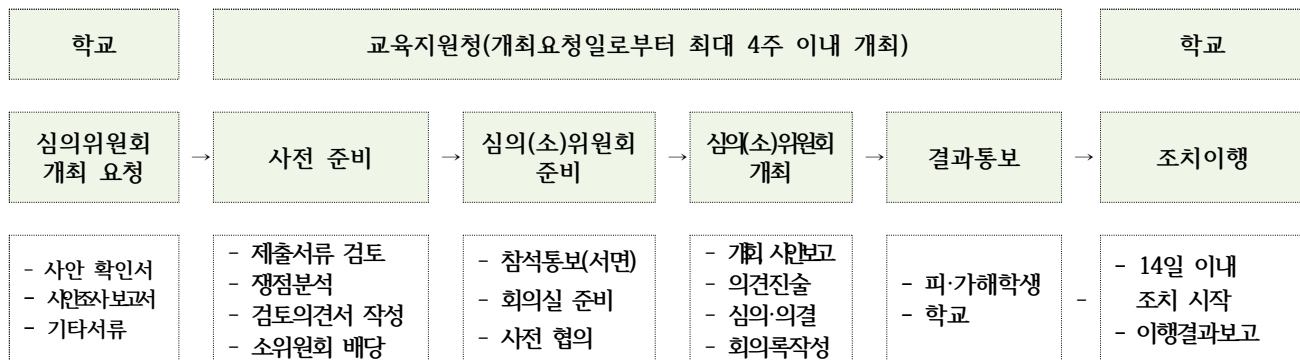 학교
교육지원청(개최요청일로부터 최대 4주 이내 개최)
학교
심의위원회
개최 요청
→
사전 준비
→
심의(소)위원회
준비
→
심의(소)위원회
개최
→
결과통보
→
조치이행
- 사안 확인서
- 사안조사보고서
- 기타서류
- 제출서류 검토
- 쟁점분석
- 검토의견서 작성
- 소위원회 배당
- 참석통보(서면)
- 회의실 준비
- 사전 협의
- 개회, 사안보고
- 의견진술
- 심의·의결
- 회의록작성
- 피·가해학생
- 학교
-
- 14일 이내
조치 시작
- 이행결과보고